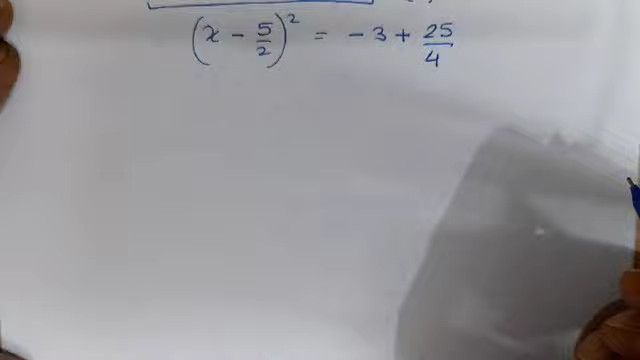 (x - 5/2)² = -3 + 25/4